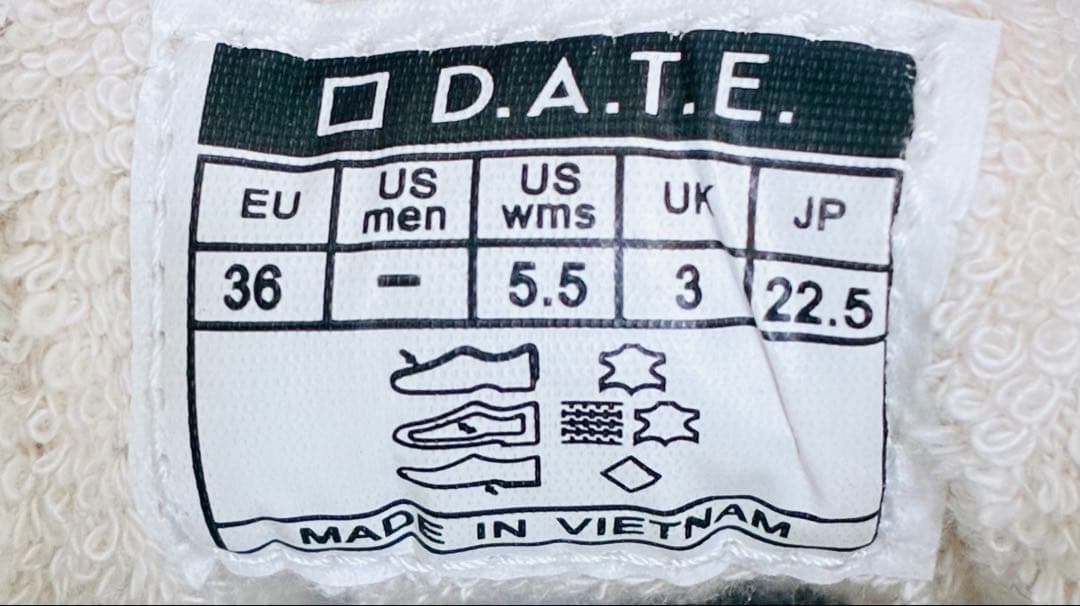 D.A.T.E.
EU US men US wms UK JP
36 – 5.5 3 22.5
MADE IN VIETNAM